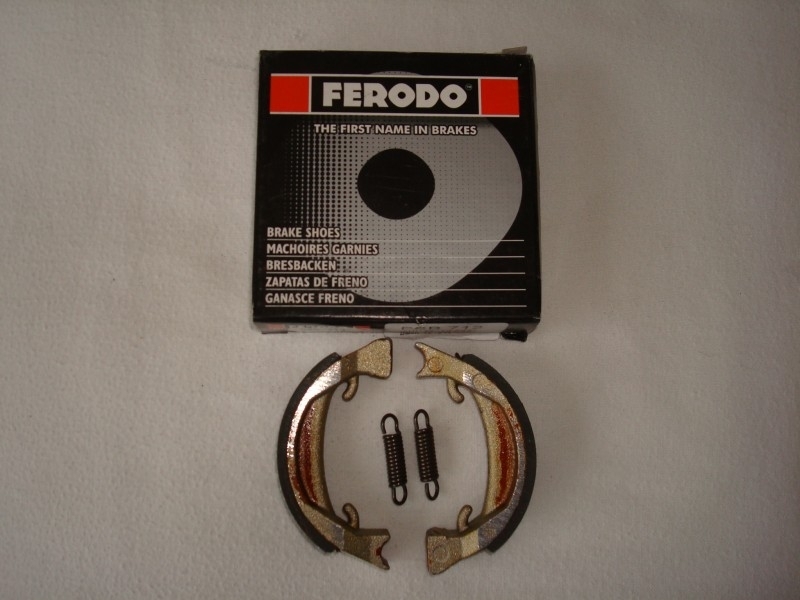 FERODO
THE FIRST NAME IN BRAKES
BRAKE SHOES
MACHOIRES GARNIES
BRESBACKEN
ZAPATAS DE FRENO
GANASCE FRENO